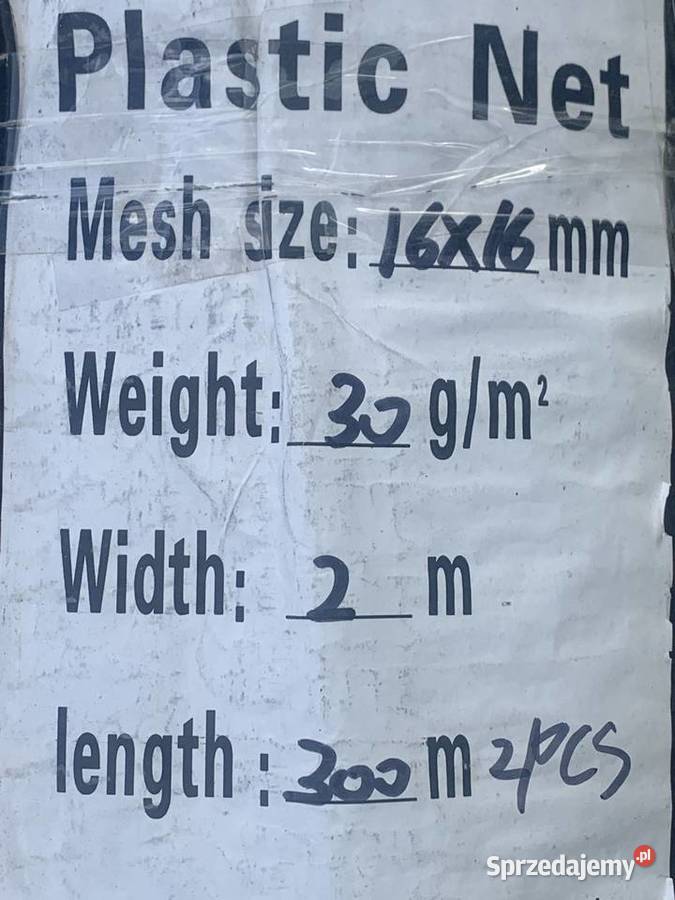 Plastic Net
Mesh size: 16x16 mm
Weight: 30 g/m²
Width: 2 m
length: 300 m 2PCS
Sprzedajemy.pl